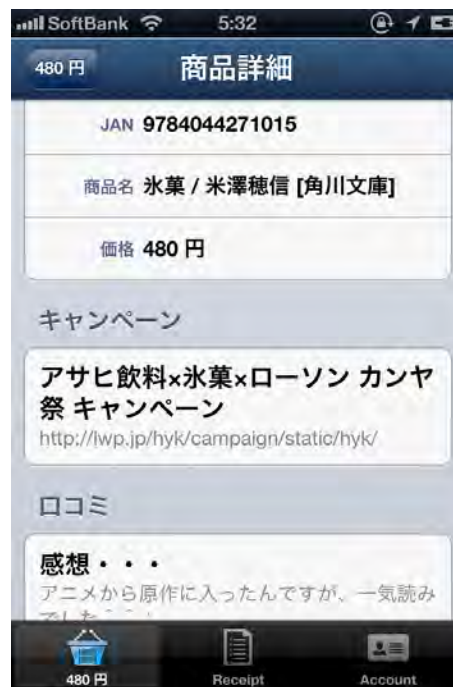 SoftBank 5:32
480 円 商品詳細
JAN 9784044271015
商品名 氷菓 / 米澤穂信 [角川文庫]
価格 480 円
キャンペーン
アサヒ飲料×氷菓×ローソン カンヤ
祭 キャンペーン
http://lwp.jp/hyk/campaign/static/hyk/
口コミ
感想・・・
アニメから原作に入ったんですが、一気読み
でした
480 円 Receipt Account